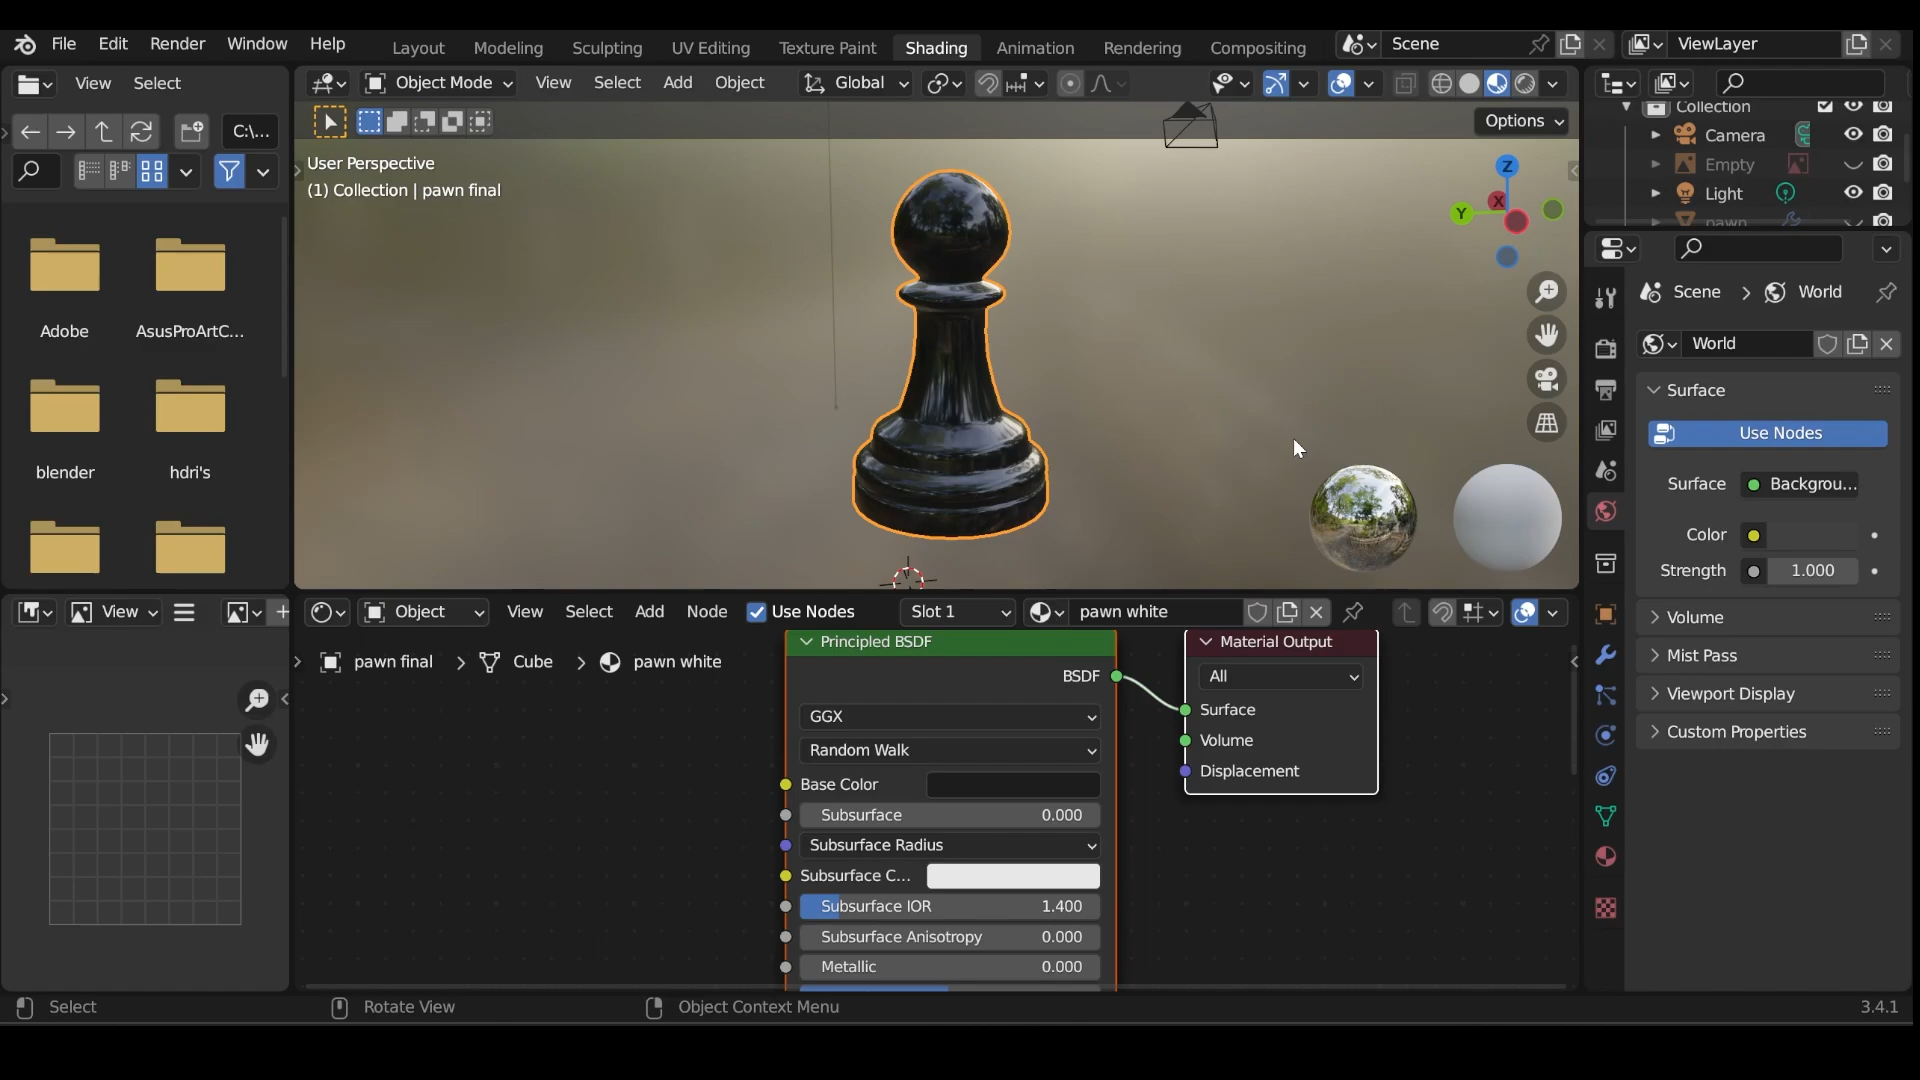 File Edit Render Window Help Layout Modeling Sculpting UV Editing Texture Paint Shading Animation Rendering Compositing Scene ViewLayer
View Select
Object Mode View Select Add Object Global
C:\...
Options
User Perspective
(1) Collection | pawn final
Z
Y
X
Adobe AsusProArtC...
blender hdri's
Collection
Camera
Empty
Light
pawn
Scene > World
World
Surface
Use Nodes
Surface Backgrou...
Color
Strength 1.000
Volume
Mist Pass
Viewport Display
Custom Properties
View
Object View Select Add Node Use Nodes Slot 1 pawn white
pawn final > Cube > pawn white
Principled BSDF
BSDF
GGX
Random Walk
Base Color
Subsurface 0.000
Subsurface Radius
Subsurface C...
Subsurface IOR 1.400
Subsurface Anisotropy 0.000
Metallic 0.000
Material Output
All
Surface
Volume
Displacement
Select Rotate View Object Context Menu 3.4.1